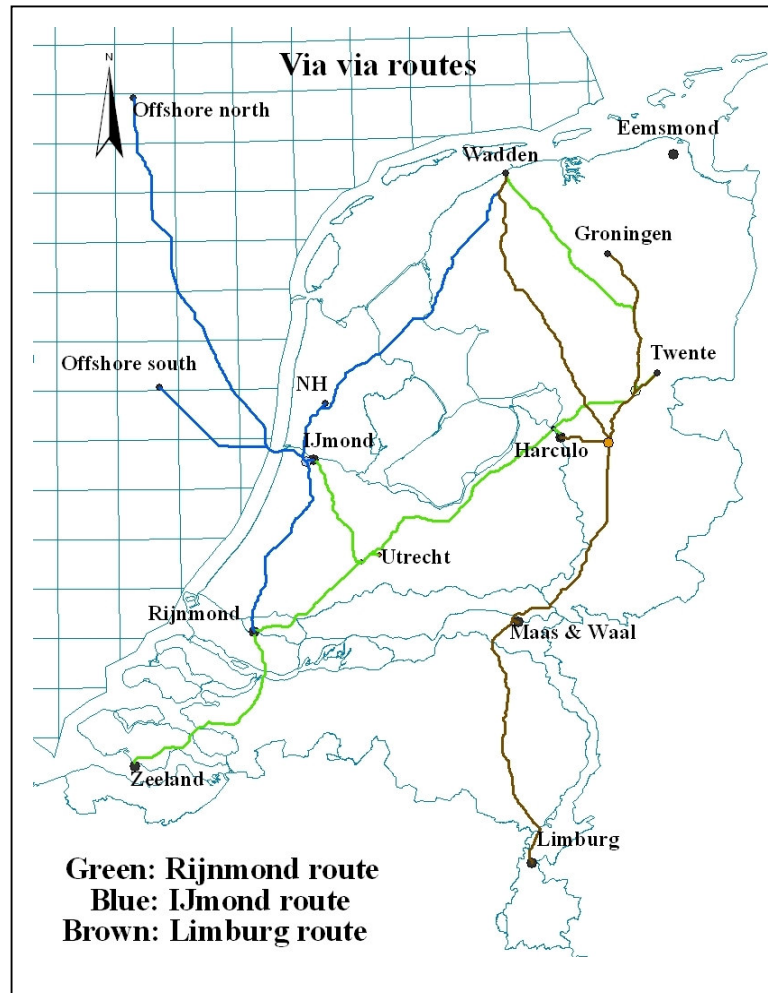 Via via routes
N
Offshore north
Eemsmond
Wadden
Groningen
Offshore south
Twente
NH
IJmond
Harculo
Utrecht
Rijnmond
Maas & Waal
Zeeland
Limburg
Green: Rijnmond route
Blue: IJmond route
Brown: Limburg route